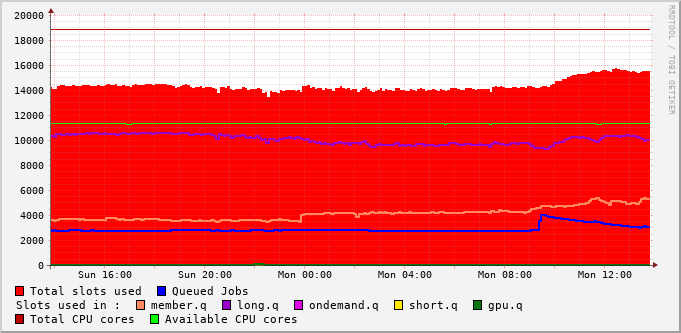 RRDTOOL / TOBI OETIKER
20000
18000
16000
14000
12000
10000
8000
6000
4000
2000
0
Sun 16:00 Sun 20:00 Mon 00:00 Mon 04:00 Mon 08:00 Mon 12:00
Total slots used Queued Jobs
Slots used in : member.q long.q ondemand.q short.q gpu.q
Total CPU cores Available CPU cores